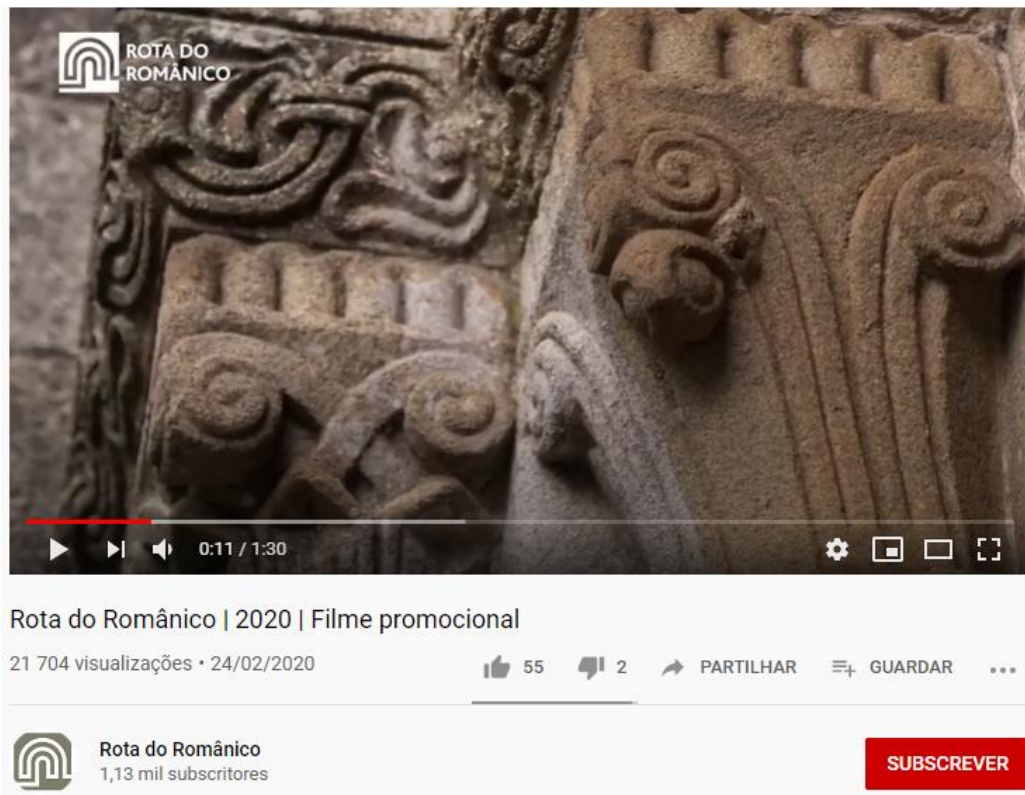 ROTA DO
ROMÂNICO
0:11 / 1:30
Rota do Românico | 2020 | Filme promocional
21 704 visualizações • 24/02/2020
55
2
PARTILHAR
GUARDAR
Rota do Românico
1,13 mil subscritores
SUBSCREVER